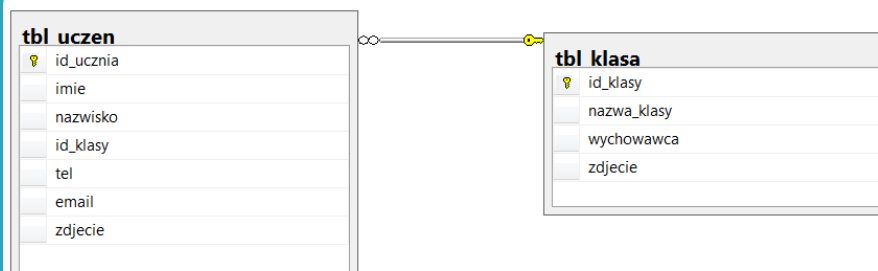 tbl_uczen
id_ucznia
imie
nazwisko
id_klasy
tel
email
zdjecie
tbl_klasa
id_klasy
nazwa_klasy
wychowawca
zdjecie